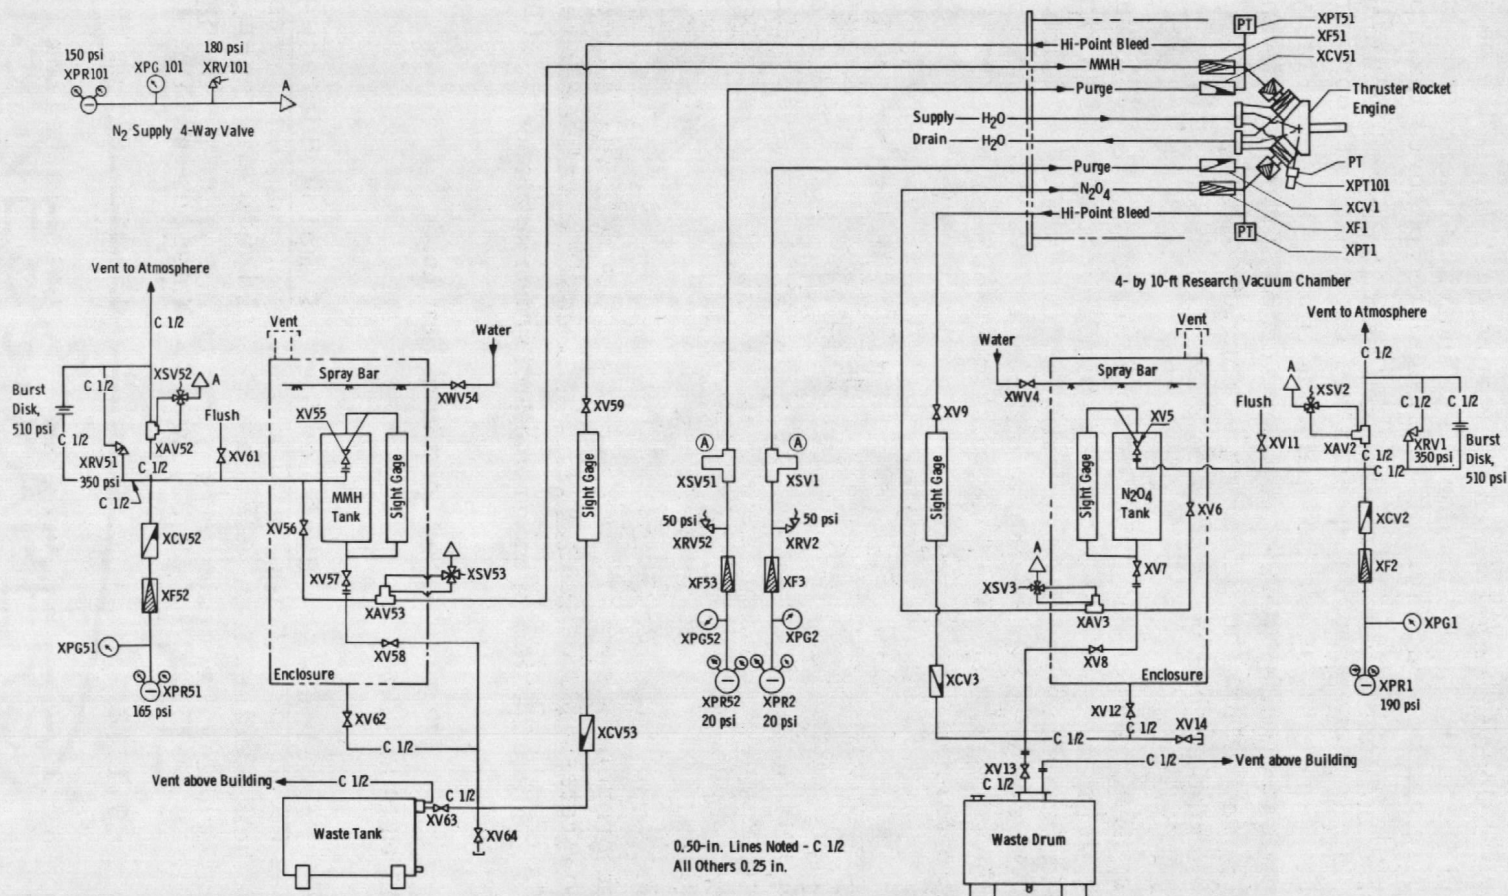 150 psi
XPR101
XPG 101
180 psi
XRV101
A
N2 Supply 4-Way Valve
PT
XPT51
XF51
XCV51
Hi-Point Bleed
MMH
Purge
Thruster Rocket
Engine
Supply
H2O
Drain
H2O
Purge
N2O4
Hi-Point Bleed
PT
PT
XPT101
XCV1
XF1
XPT1
4- by 10-ft Research Vacuum Chamber
Vent to Atmosphere
C 1/2
Burst
Disk,
510 psi
C 1/2
C 1/2
XSV52
A
XAV52
XRV51
350 psi
C 1/2
C 1/2
Flush
XV61
XCV52
XF52
XPG51
XPR51
165 psi
Vent
Spray Bar
Water
XWV54
XV55
MMH
Tank
Sight Gage
XV56
XV57
XSV53
XAV53
XV58
Enclosure
XV62
C 1/2
Vent above Building
C 1/2
C 1/2
XV63
XV64
Waste Tank
XV59
Sight Gage
XCV53
A
XSV51
50 psi
XRV52
XF53
XPG52
XPR52
20 psi
A
XSV1
50 psi
XRV2
XF3
XPG2
XPR2
20 psi
0.50-in. Lines Noted - C 1/2
All Others 0.25 in.
XV9
Sight Gage
XCV3
Water
XWV4
Vent
Spray Bar
XV5
Sight Gage
N2O4
Tank
XV6
XV7
A
XSV3
XAV3
XV8
Enclosure
XV12
C 1/2
C 1/2
XV14
XV13
C 1/2
C 1/2
Vent above Building
Waste Drum
Vent to Atmosphere
C 1/2
A
XSV2
Flush
XV11
XAV2
C 1/2
C 1/2
C 1/2
C 1/2
XRV1
350 psi
Burst
Disk,
510 psi
XCV2
XF2
XPG1
XPR1
190 psi